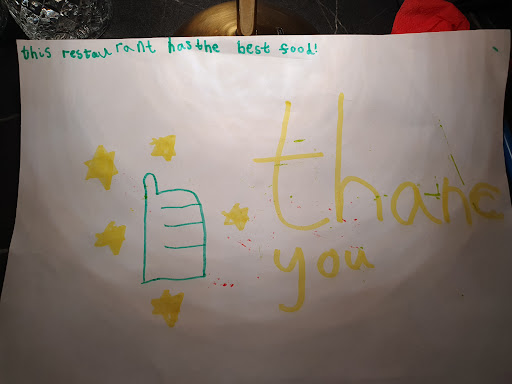 this restaurant has the best food!
thank
you